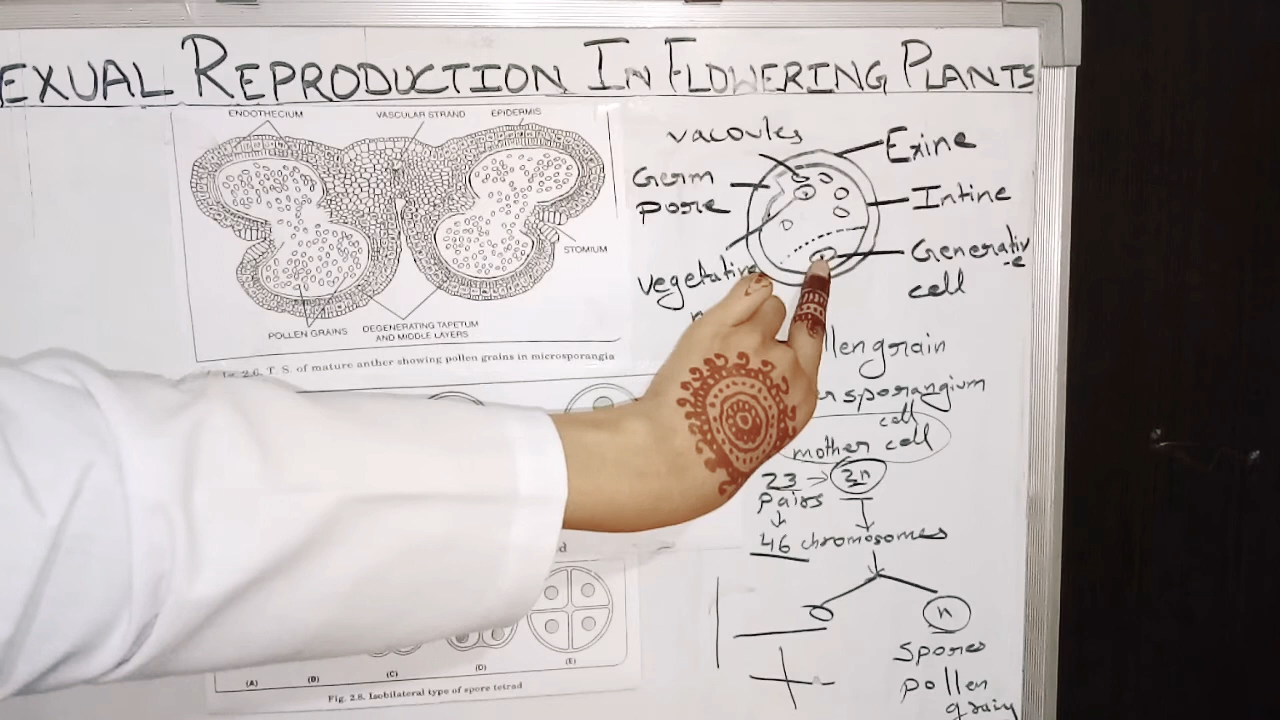 EXUAL REPRODUCTION IN FLOWERING PLANTS
ENDOTHECIUM
VASCULAR STRAND
EPIDERMIS
STOMIUM
POLLEN GRAINS
DEGENERATING TAPETUM
AND MIDDLE LAYERS
2.6. T. S. of mature anther showing pollen grains in microsporangia
vacoules
Exine
Germ
pore
Intine
Generativ
-e
cell
vegetative
llengrain
sporangium
cell
mother cell
23 → 2n
pairs
46 chromosomes
n
Spores
pollen
grain
d
(A)
(B)
(C)
(D)
(E)
Fig. 2.8. Isobilateral type of spore tetrad